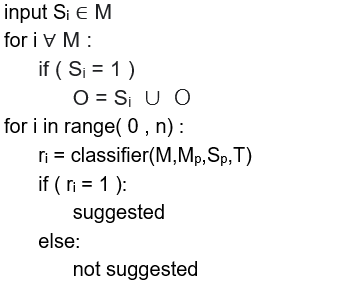 input Sᵢ ∈ M
for i ∀ M :
if ( Sᵢ = 1 )
O = Sᵢ ∪ O
for i in range( 0 , n) :
rᵢ = classifier(M,Mₚ,Sₚ,T)
if ( rᵢ = 1 ):
suggested
else:
not suggested